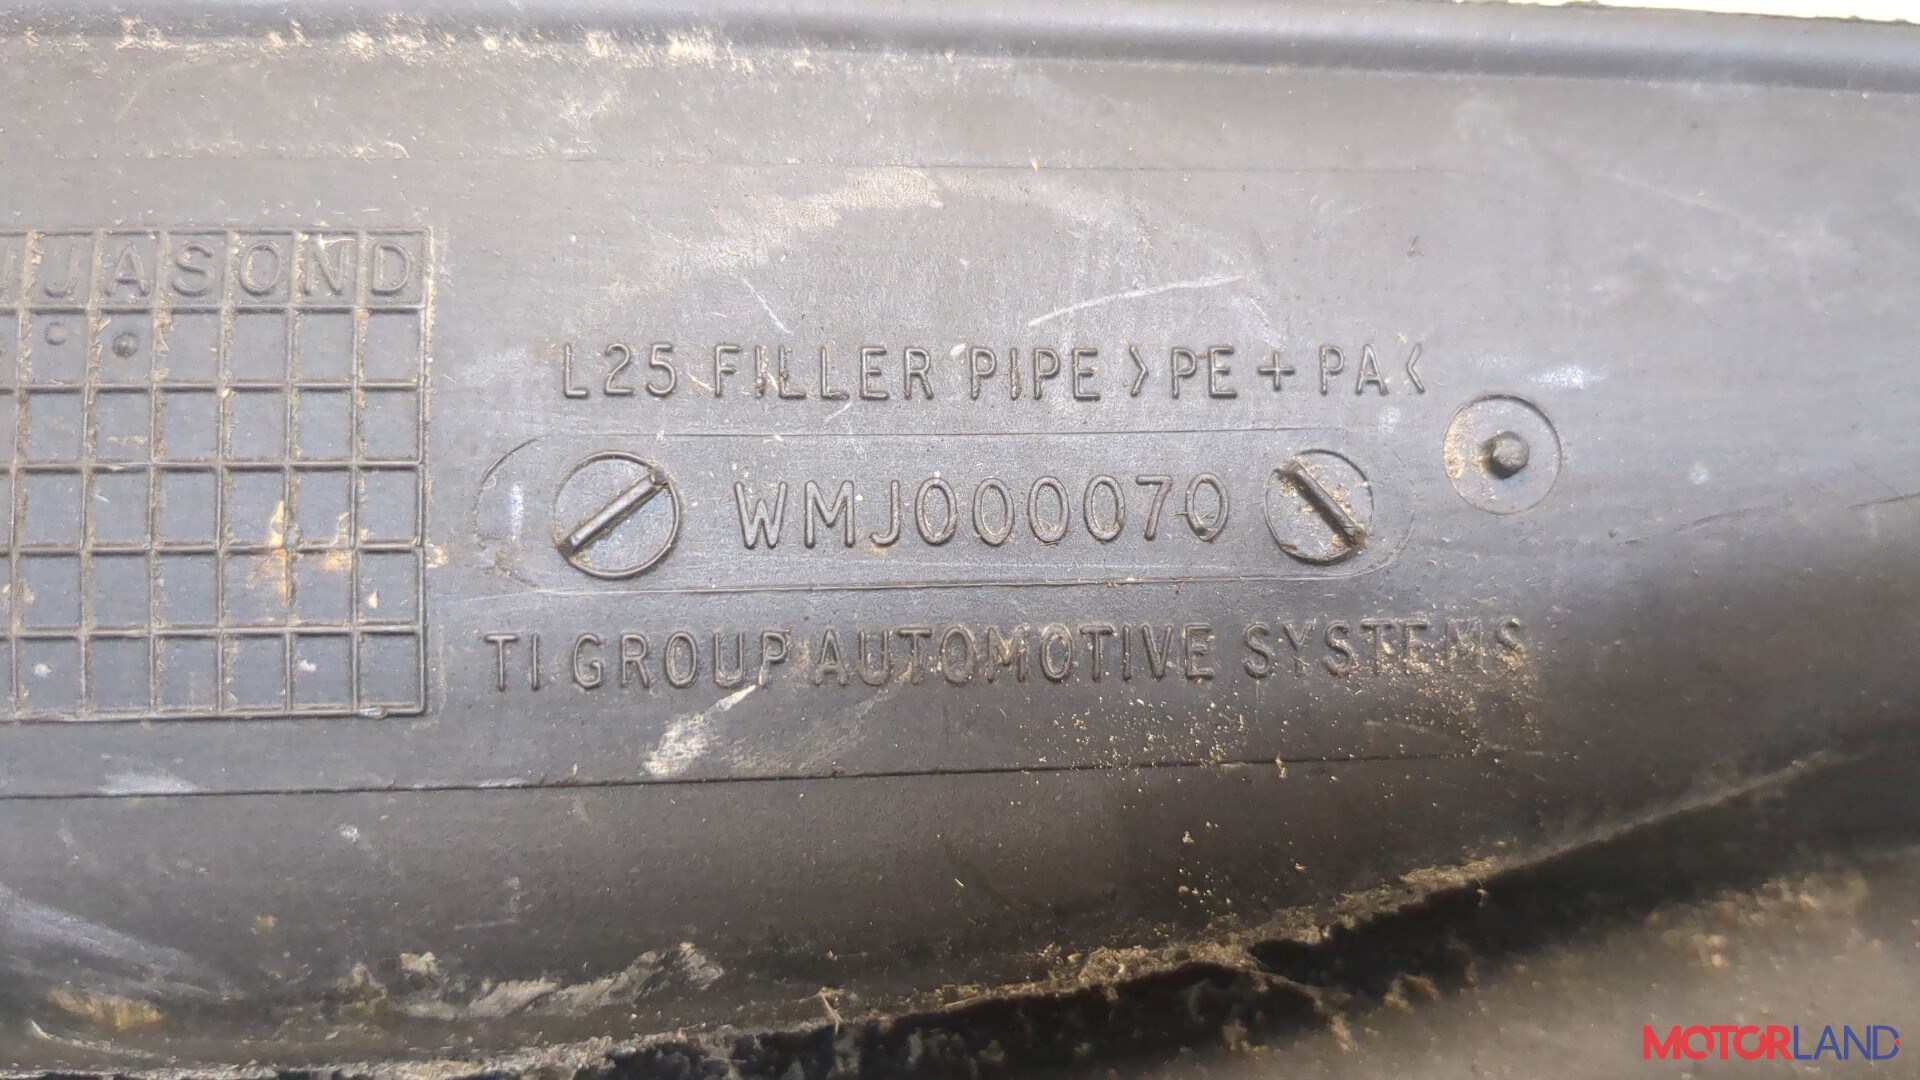 JASOND
L25 FILLER PIPE >PE+PA<
WMJ000070
TI GROUP AUTOMOTIVE SYSTEMS
MOTORLAND